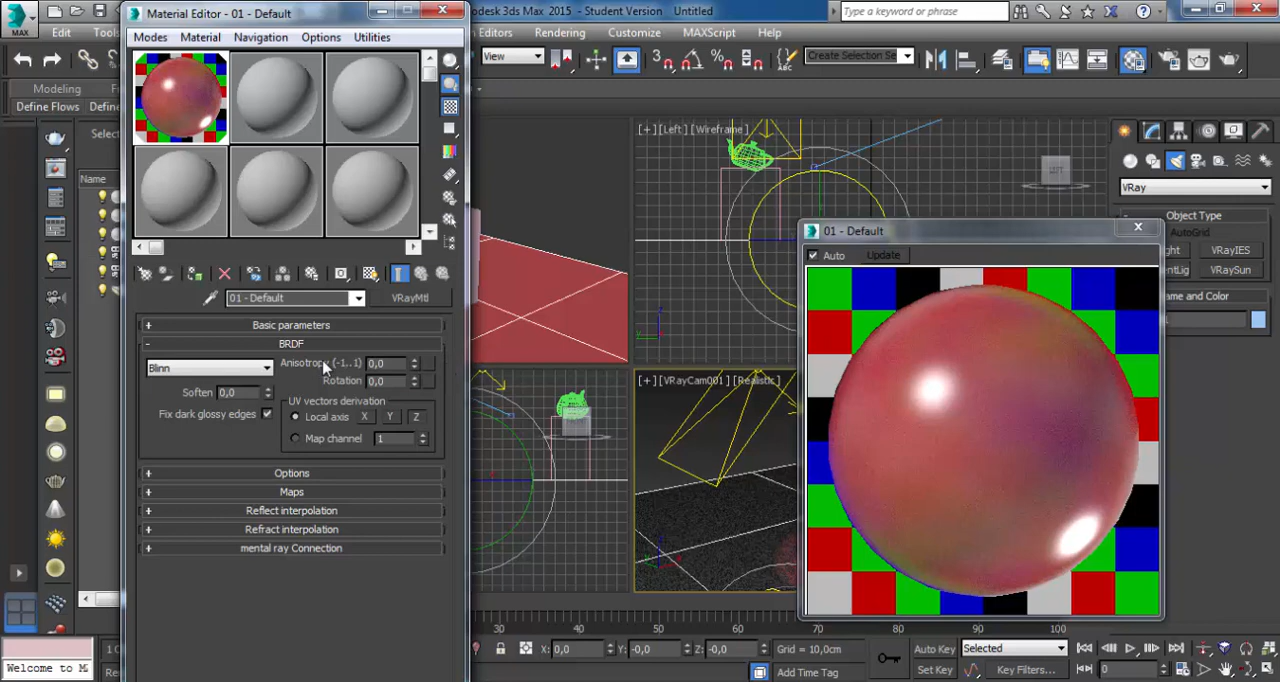 Material Editor - 01 - Default
Modes Material Navigation Options Utilities
01 - Default VRayMtl
Basic parameters
BRDF
Blinn
Anisotropy (-1..1) 0,0
Rotation 0,0
Soften 0,0
Fix dark glossy edges
UV vectors derivation
Local axis X Y Z
Map channel 1
Options
Maps
Reflect interpolation
Refract interpolation
mental ray Connection
MAX
Edit
Modeling
Define Flows
Name
Welcome to M
desk 3ds Max 2015 - Student Version Untitled
Type a keyword or phrase
Editors Rendering Customize MAXScript Help
View
Create Selection Se
[+] [Left] [Wireframe]
LEFT
[+] [VRayCam001] [Realistic]
01 - Default
Auto Update
VRay
Object Type
AutoGrid
VRayIES
VRaySun
30 40 50 60 70 80 90 100
X: 0,0 Y: -0,0 Z: -0,0 Grid = 10,0cm
Add Time Tag
Auto Key Selected
Set Key Key Filters...
0